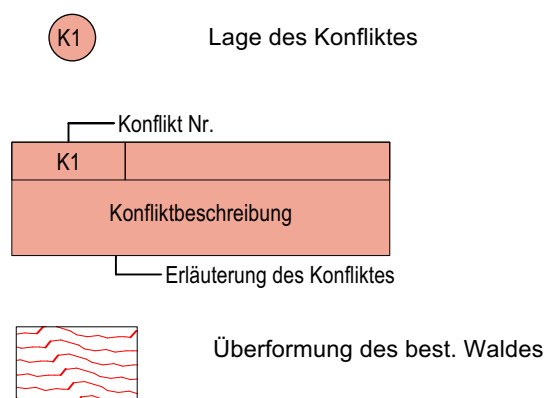 K1 Lage des Konfliktes
Konflikt Nr.
K1
Konfliktbeschreibung
Erläuterung des Konfliktes
Überformung des best. Waldes